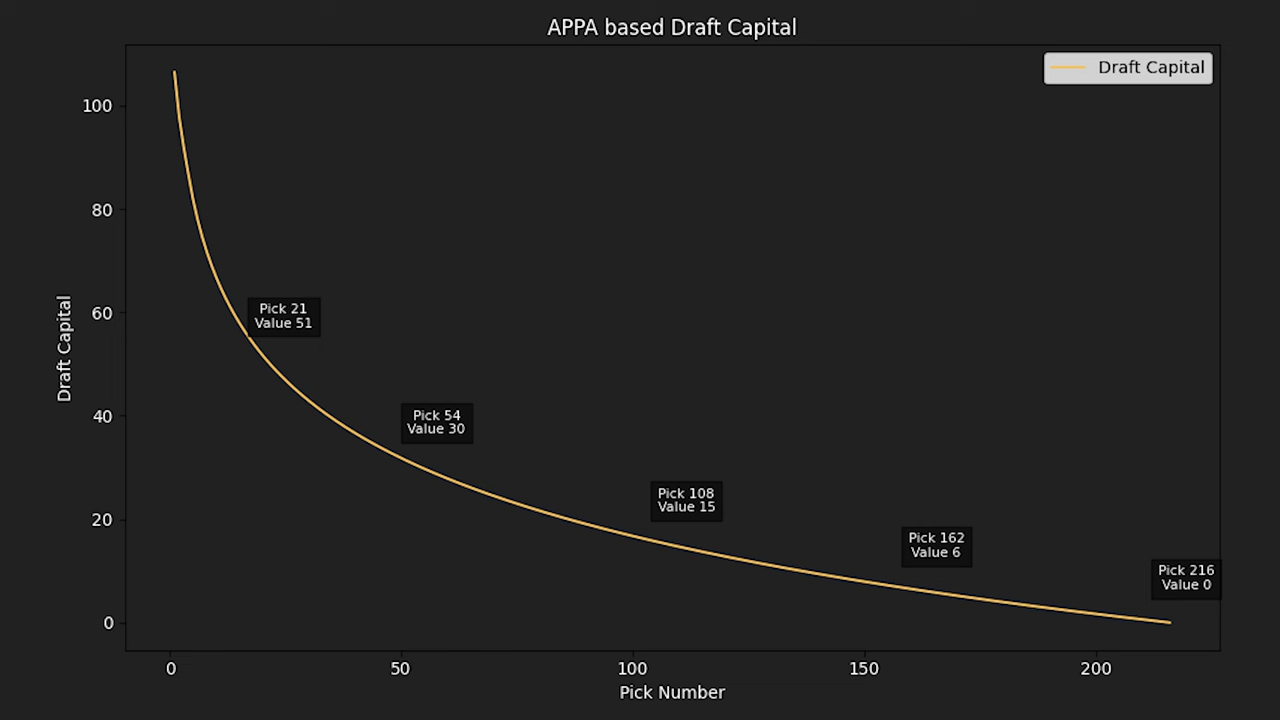 APPA based Draft Capital
Draft Capital
100
80
60
40
20
0
Draft Capital
Pick 21
Value 51
Pick 54
Value 30
Pick 108
Value 15
Pick 162
Value 6
Pick 216
Value 0
0
50
100
150
200
Pick Number